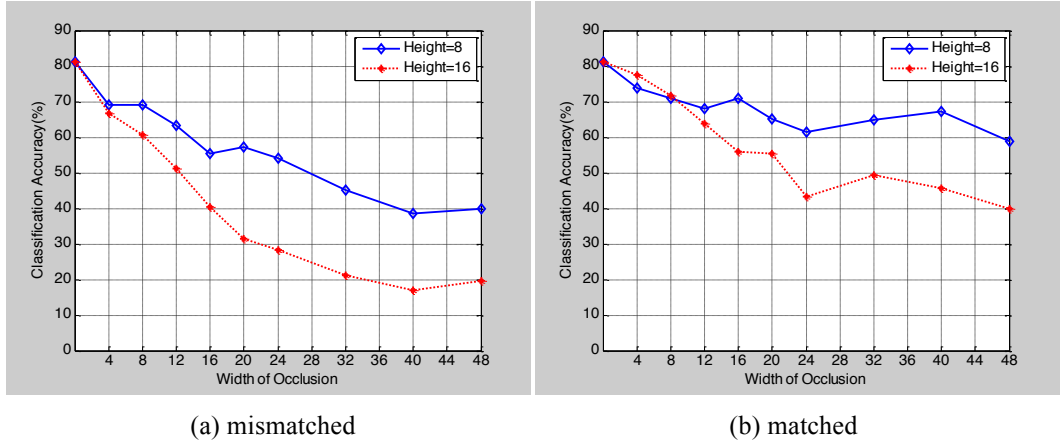 90
80
70
60
50
40
30
20
10
0
Classification Accuracy(%)
Height=8
Height=16
4 8 12 16 20 24 28 32 36 40 44 48
Width of Occlusion
(a) mismatched
90
80
70
60
50
40
30
20
10
0
Classification Accuracy(%)
Height=8
Height=16
4 8 12 16 20 24 28 32 36 40 44 48
Width of Occlusion
(b) matched